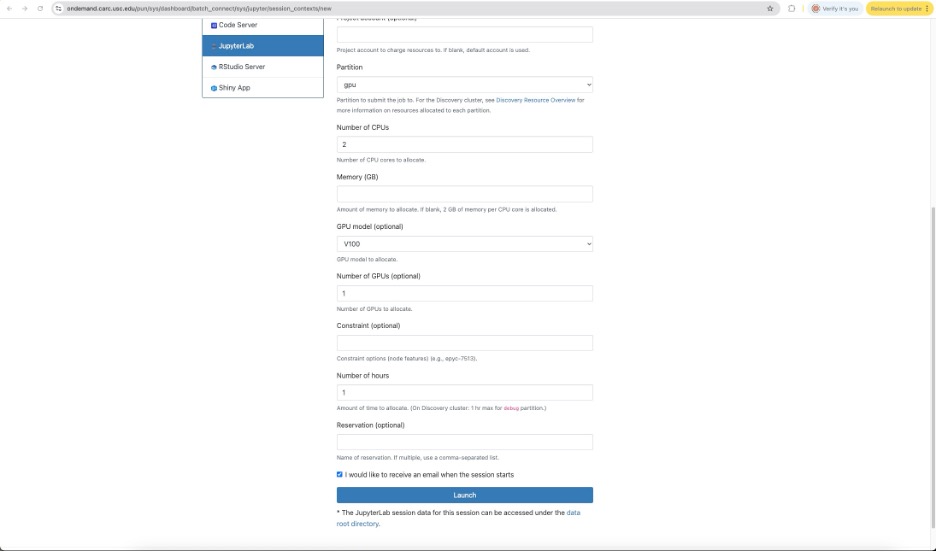 ondemand.carc.usc.edu/pun/sys/dashboard/batch_connect/sys/jupyter/session_contexts/new
Verify it's you
Relaunch to update
Code Server
JupyterLab
RStudio Server
Shiny App
Project account (optional)
Project account to charge resources to. If blank, default account is used.
Partition
gpu
Partition to submit the job to. For the Discovery cluster, see Discovery Resource Overview for
more information on resources allocated to each partition.
Number of CPUs
2
Number of CPU cores to allocate.
Memory (GB)
Amount of memory to allocate. If blank, 2 GB of memory per CPU core is allocated.
GPU model (optional)
V100
GPU model to allocate.
Number of GPUs (optional)
1
Number of GPUs to allocate.
Constraint (optional)
Constraint options (node features) (e.g., epyc-7513).
Number of hours
1
Amount of time to allocate. (On Discovery cluster: 1 hr max for debug partition.)
Reservation (optional)
Name of reservation. If multiple, use a comma-separated list.
I would like to receive an email when the session starts
Launch
* The JupyterLab session data for this session can be accessed under the data
root directory.